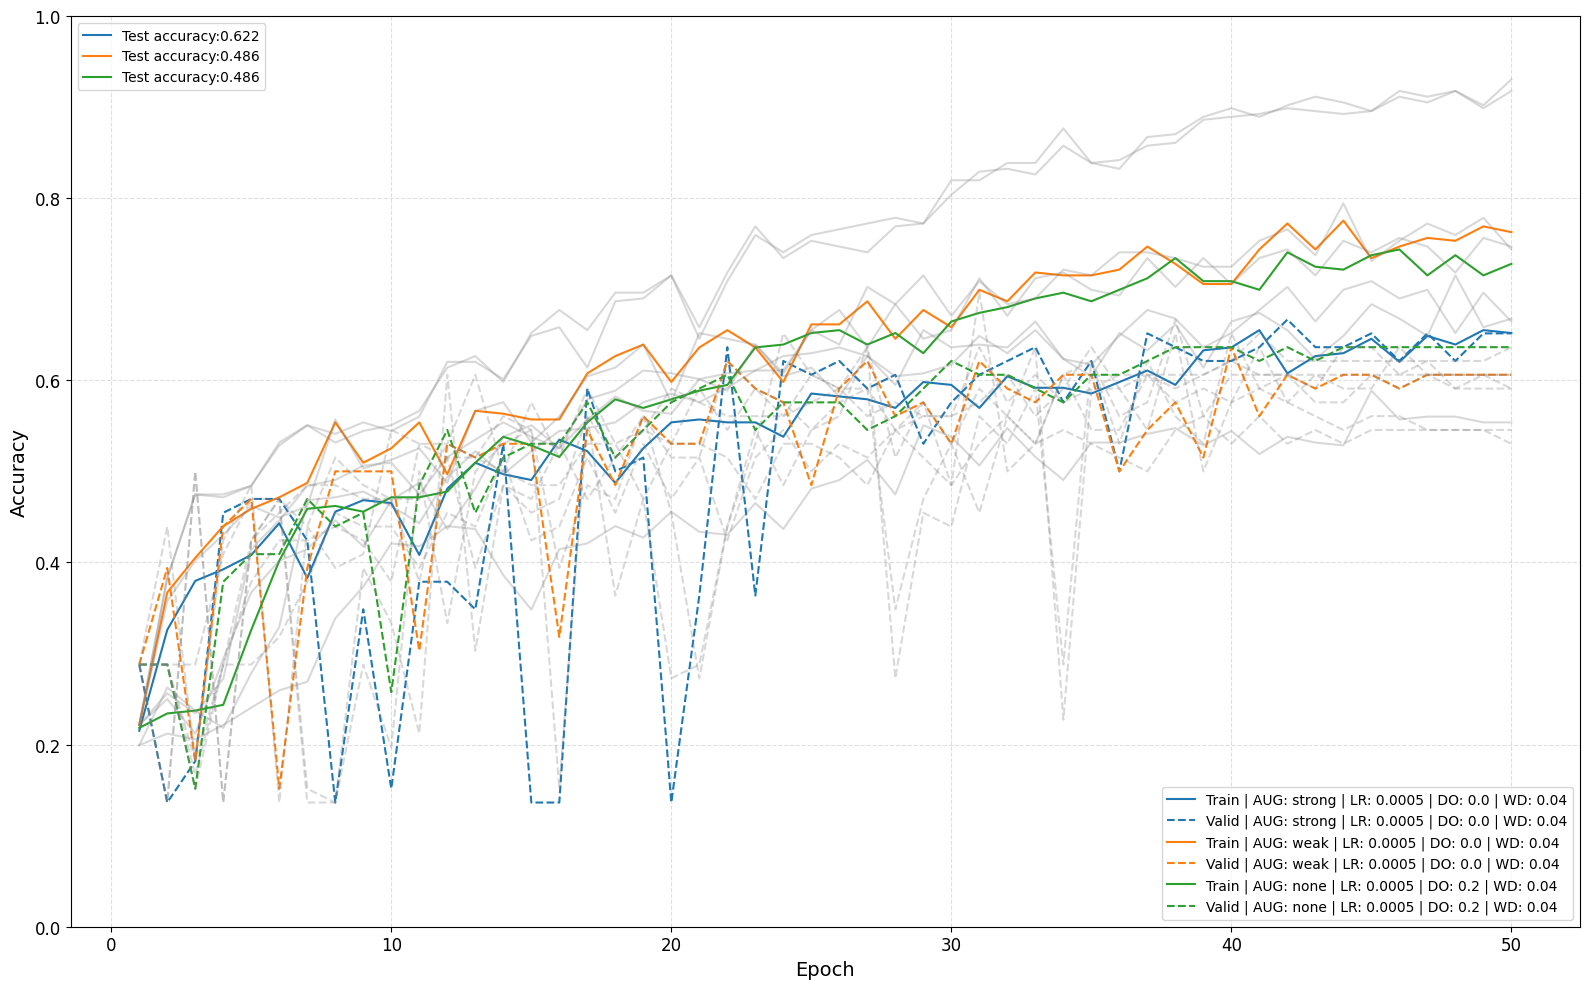 Test accuracy:0.622
Test accuracy:0.486
Test accuracy:0.486
1.0
0.8
0.6
0.4
0.2
0.0
Accuracy
0 10 20 30 40 50
Epoch
Train | AUG: strong | LR: 0.0005 | DO: 0.0 | WD: 0.04
Valid | AUG: strong | LR: 0.0005 | DO: 0.0 | WD: 0.04
Train | AUG: weak | LR: 0.0005 | DO: 0.0 | WD: 0.04
Valid | AUG: weak | LR: 0.0005 | DO: 0.0 | WD: 0.04
Train | AUG: none | LR: 0.0005 | DO: 0.2 | WD: 0.04
Valid | AUG: none | LR: 0.0005 | DO: 0.2 | WD: 0.04